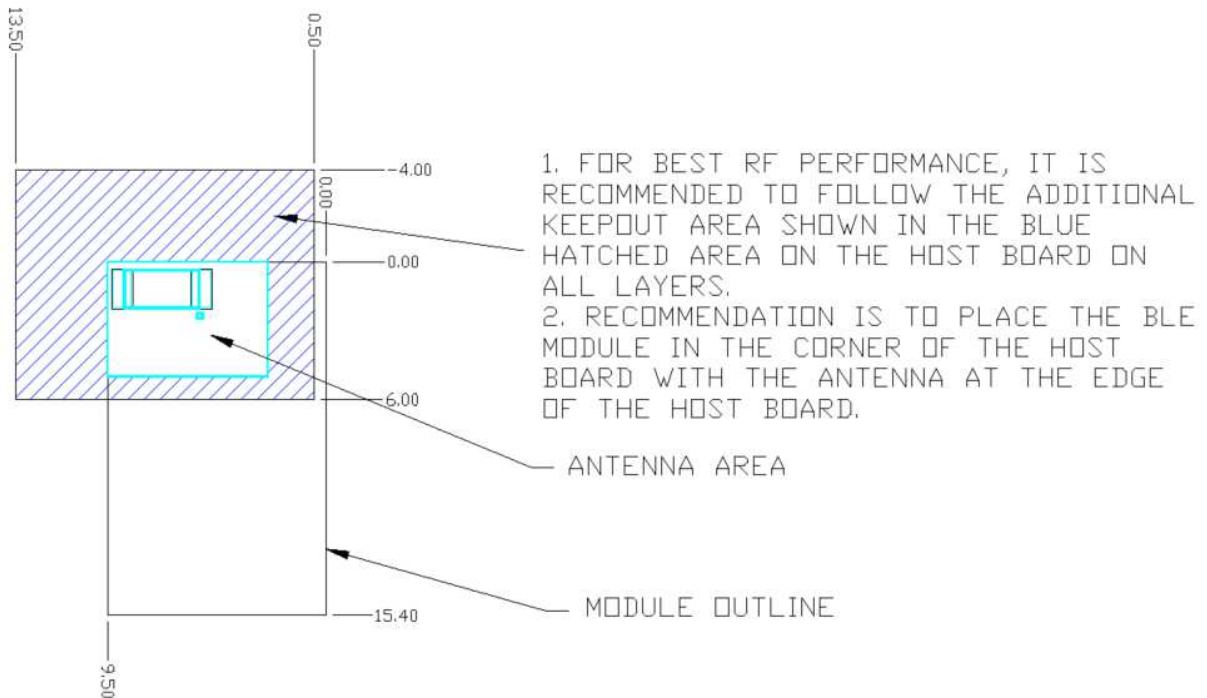 13.50
0.50
-4.00
0.00
0.00
6.00
15.40
9.50
1. FOR BEST RF PERFORMANCE, IT IS
RECOMMENDED TO FOLLOW THE ADDITIONAL
KEEPOUT AREA SHOWN IN THE BLUE
HATCHED AREA ON THE HOST BOARD ON
ALL LAYERS.
2. RECOMMENDATION IS TO PLACE THE BLE
MODULE IN THE CORNER OF THE HOST
BOARD WITH THE ANTENNA AT THE EDGE
OF THE HOST BOARD.
ANTENNA AREA
MODULE OUTLINE